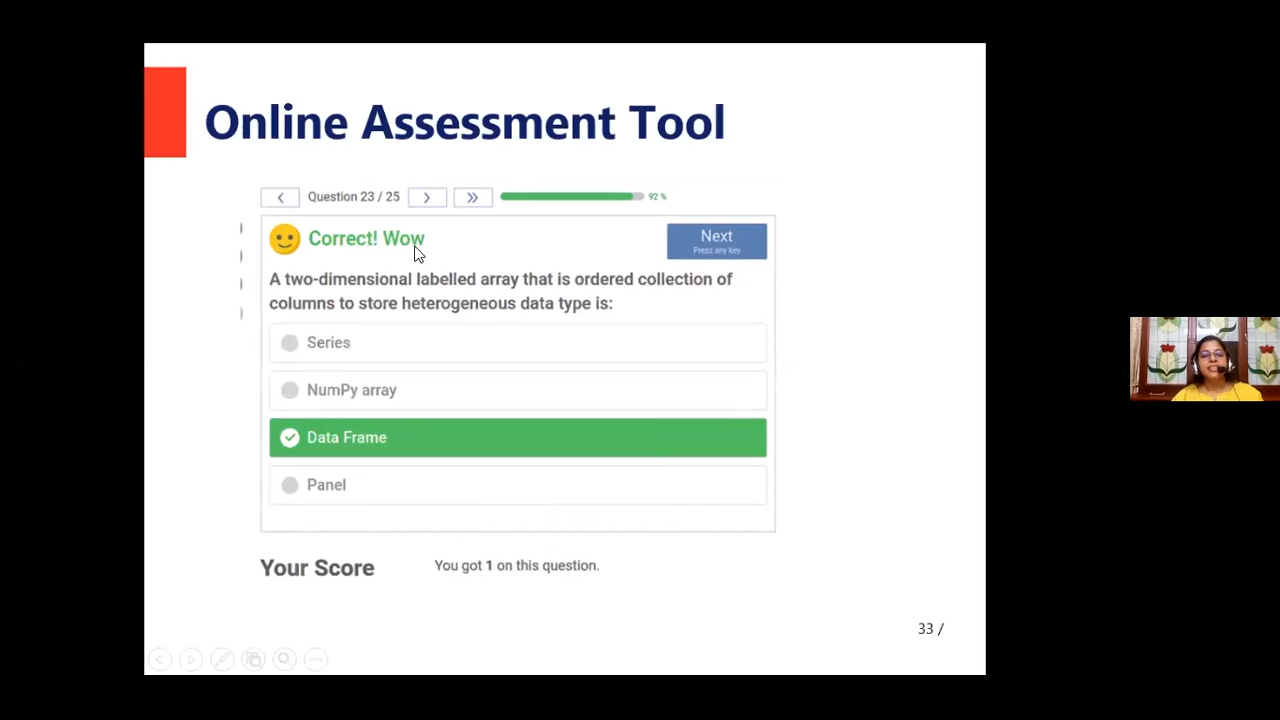 Online Assessment Tool
Question 23 / 25
92 %
Correct! Wow
Next
Press any key
A two-dimensional labelled array that is ordered collection of
columns to store heterogeneous data type is:
Series
NumPy array
Data Frame
Panel
Your Score
You got 1 on this question.
33 /